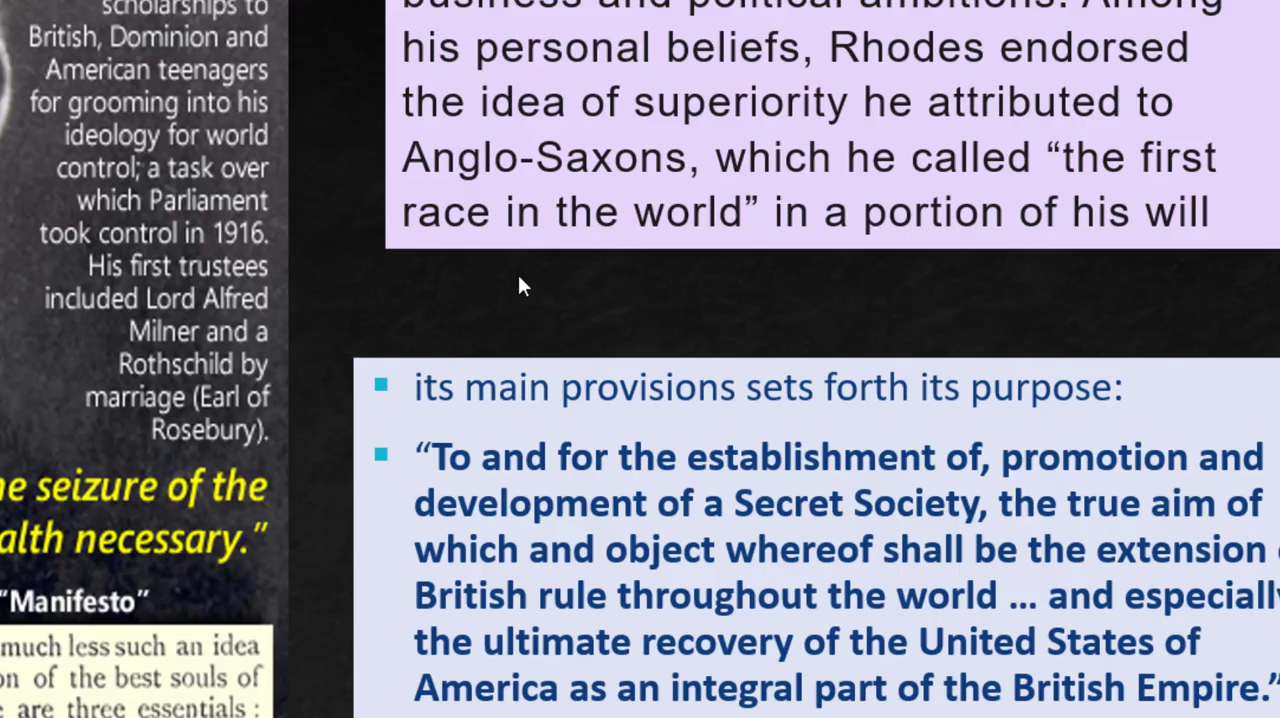 scholarships to
British, Dominion and
American teenagers
for grooming into his
ideology for world
control; a task over
which Parliament
took control in 1916.
His first trustees
included Lord Alfred
Milner and a
Rothschild by
marriage (Earl of
Rosebury).
seizure of the
necessary.”
“Manifesto”
much less such an idea
of the best souls of
are three essentials :
business and political ambitions. Among
his personal beliefs, Rhodes endorsed
the idea of superiority he attributed to
Anglo-Saxons, which he called “the first
race in the world” in a portion of his will
its main provisions sets forth its purpose:
“To and for the establishment of, promotion and
development of a Secret Society, the true aim of
which and object whereof shall be the extension
British rule throughout the world ... and especially
the ultimate recovery of the United States of
America as an integral part of the British Empire.”